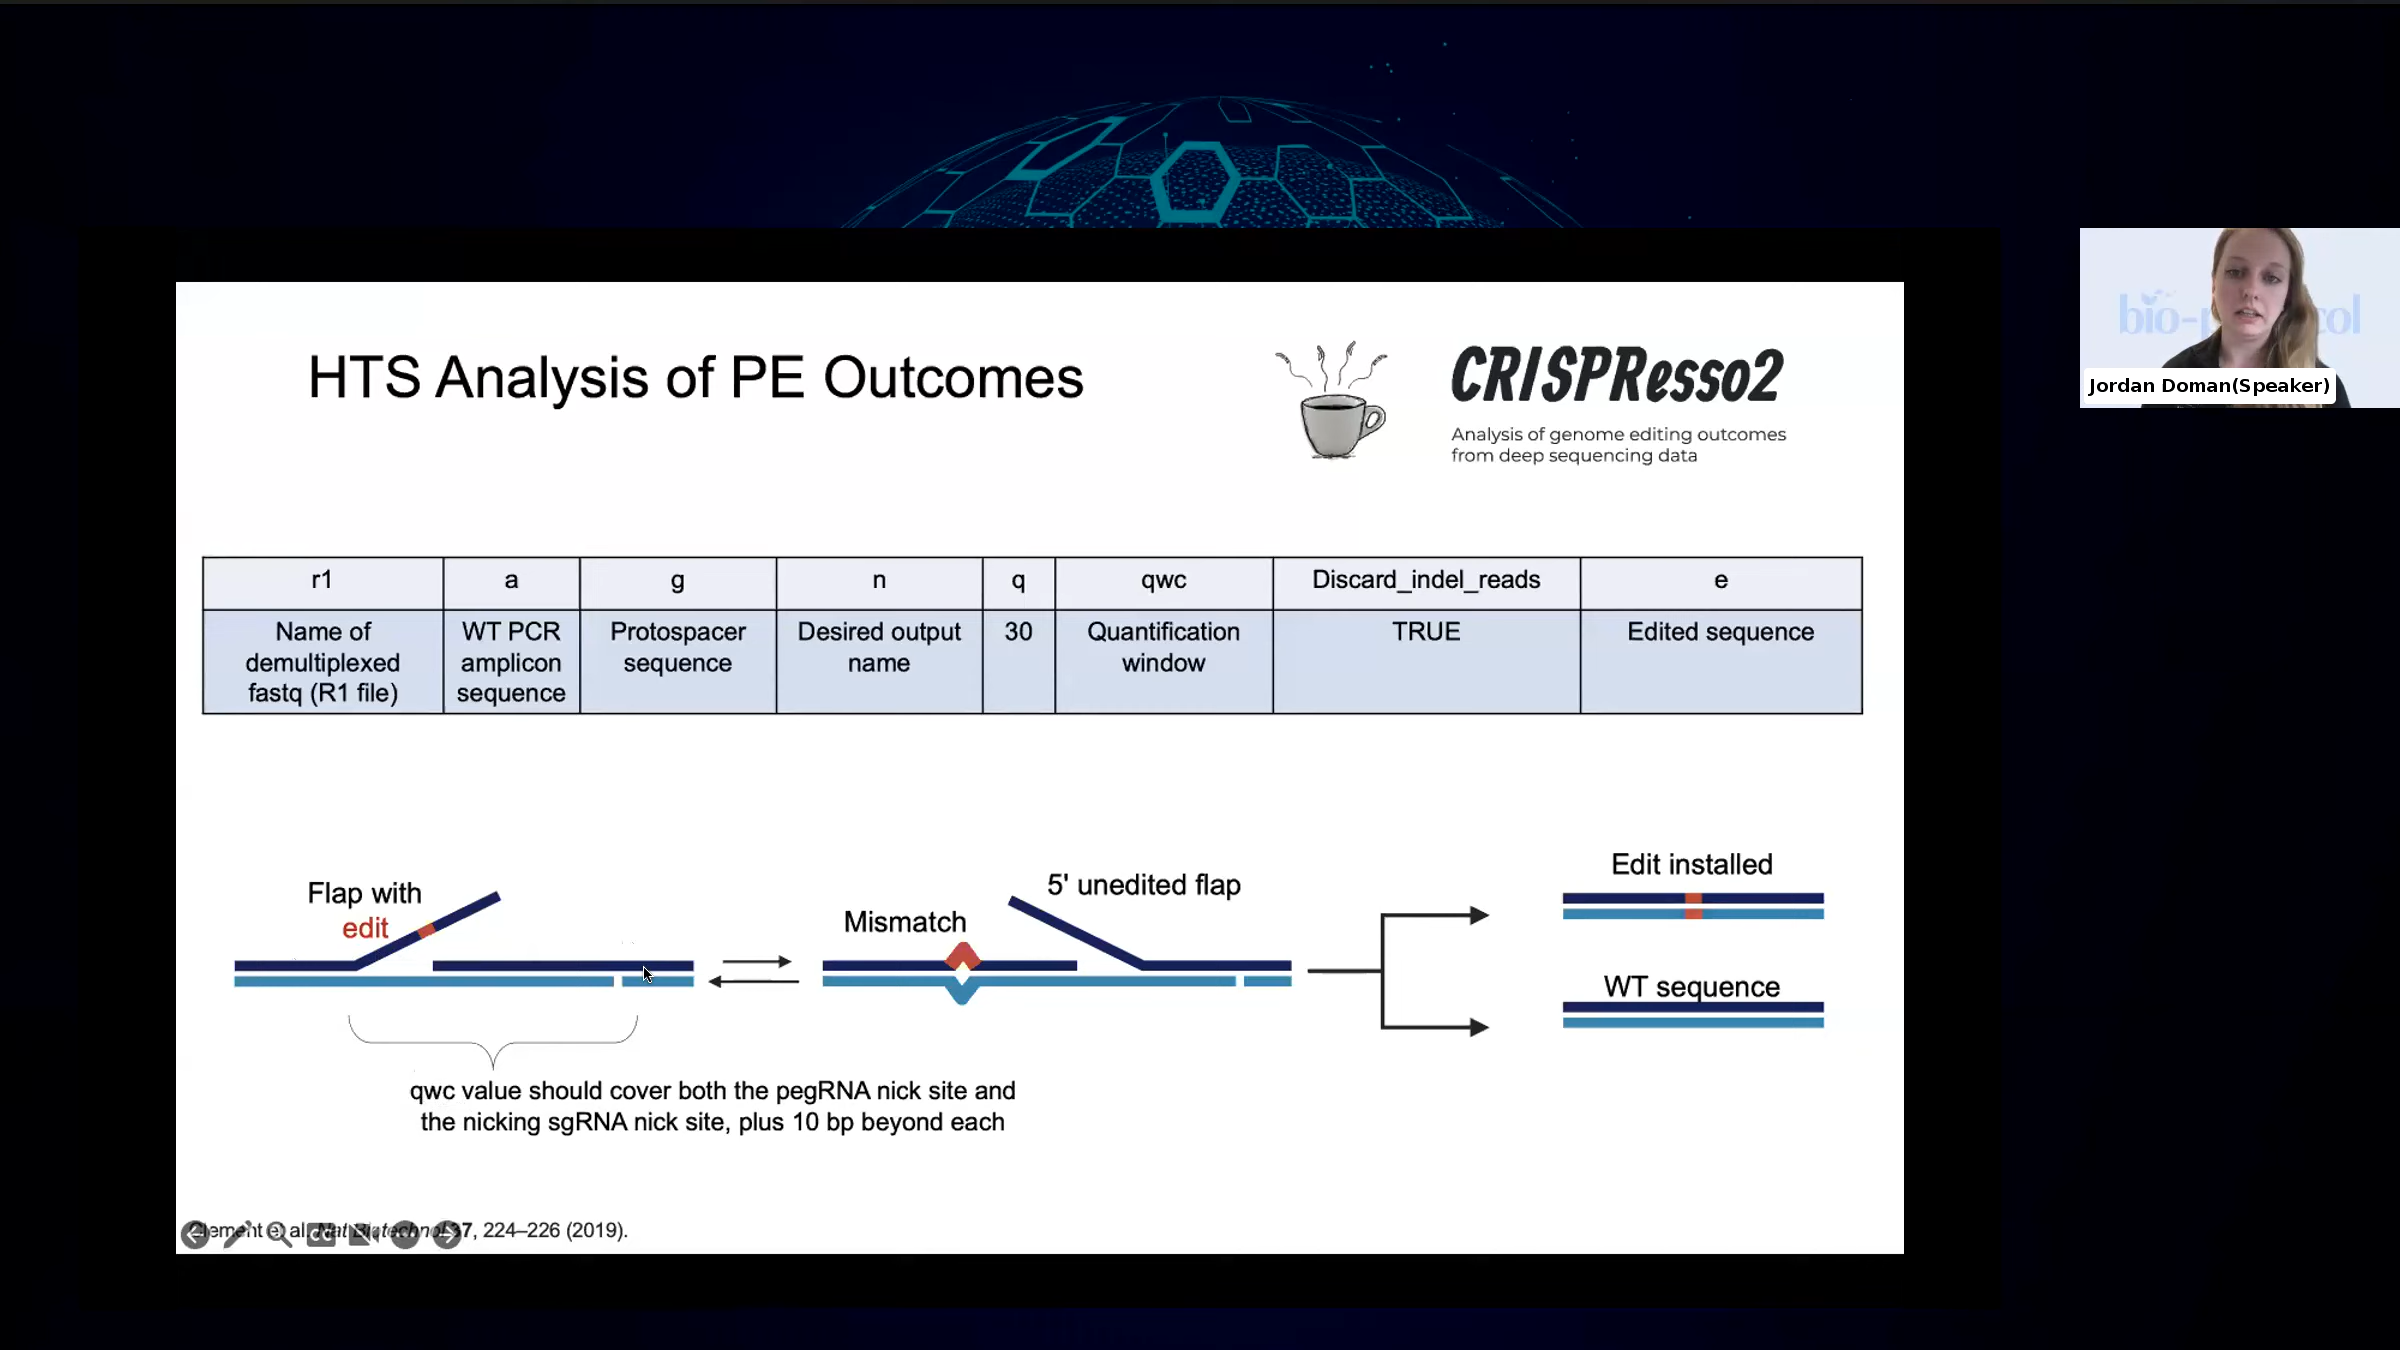 HTS Analysis of PE Outcomes
CRISPResso2
Analysis of genome editing outcomes
from deep sequencing data
bio-p col
Jordan Doman(Speaker)
r1 a g n q qwc Discard_indel_reads e
Name of demultiplexed fastq (R1 file)
WT PCR amplicon sequence
Protospacer sequence
Desired output name
30
Quantification window
TRUE
Edited sequence
Flap with
edit
Mismatch
5' unedited flap
Edit installed
WT sequence
qwc value should cover both the pegRNA nick site and
the nicking sgRNA nick site, plus 10 bp beyond each
Clement et al. Nat Biotechnol 37, 224–226 (2019).